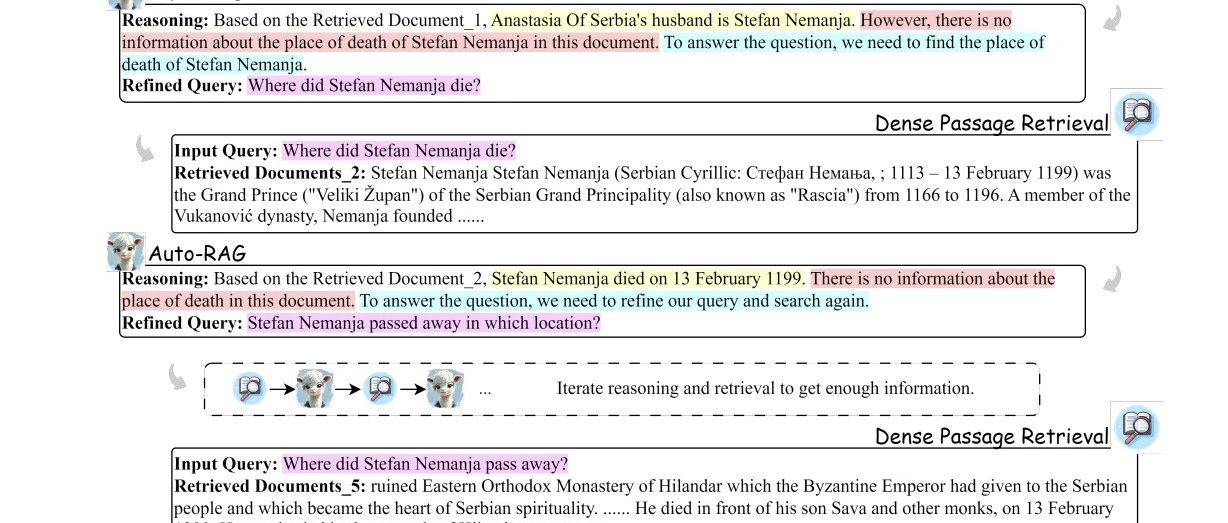 Reasoning: Based on the Retrieved Document_1, Anastasia Of Serbia's husband is Stefan Nemanja. However, there is no
information about the place of death of Stefan Nemanja in this document. To answer the question, we need to find the place of
death of Stefan Nemanja.
Refined Query: Where did Stefan Nemanja die?
Dense Passage Retrieval
Input Query: Where did Stefan Nemanja die?
Retrieved Documents_2: Stefan Nemanja Stefan Nemanja (Serbian Cyrillic: Стефан Немања, ; 1113 – 13 February 1199) was
the Grand Prince ("Veliki Župan") of the Serbian Grand Principality (also known as "Rascia") from 1166 to 1196. A member of the
Vukanović dynasty, Nemanja founded ......
Auto-RAG
Reasoning: Based on the Retrieved Document_2, Stefan Nemanja died on 13 February 1199. There is no information about the
place of death in this document. To answer the question, we need to refine our query and search again.
Refined Query: Stefan Nemanja passed away in which location?
... Iterate reasoning and retrieval to get enough information.
Dense Passage Retrieval
Input Query: Where did Stefan Nemanja pass away?
Retrieved Documents_5: ruined Eastern Orthodox Monastery of Hilandar which the Byzantine Emperor had given to the Serbian
people and which became the heart of Serbian spirituality. ...... He died in front of his son Sava and other monks, on 13 February